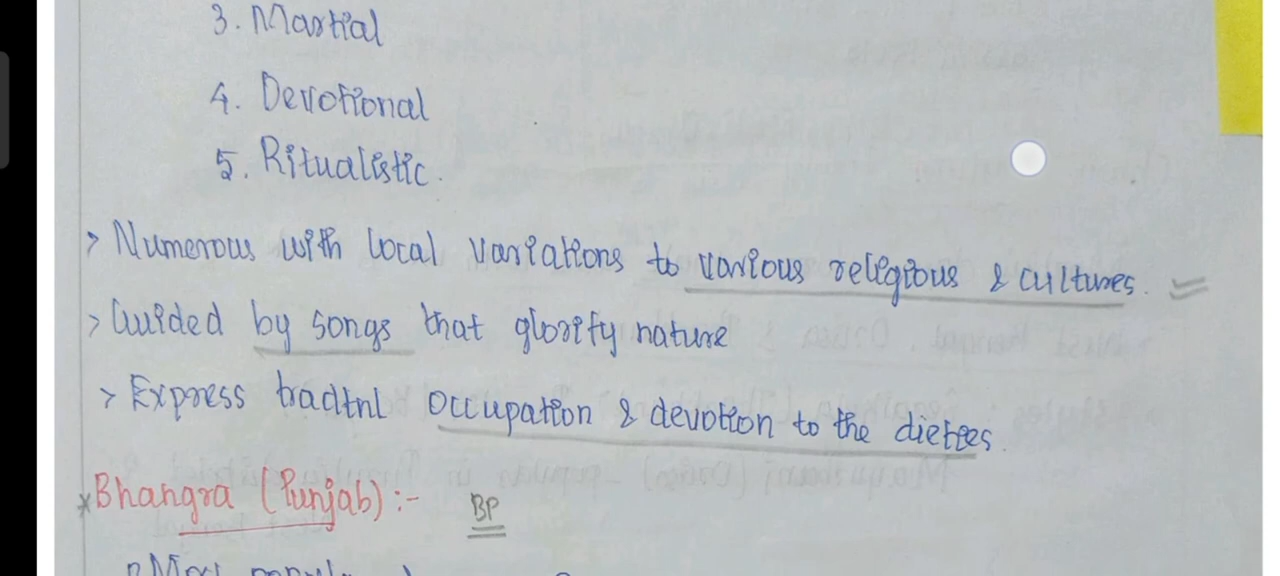 3. Martial
4. Devotional
5. Ritualistic.
> Numerous with local variations to various religious & cultures.
> Guided by songs that glorify nature
> Express tradtnl occupation & devotion to the dietees.
*Bhangra (Punjab) :- BP